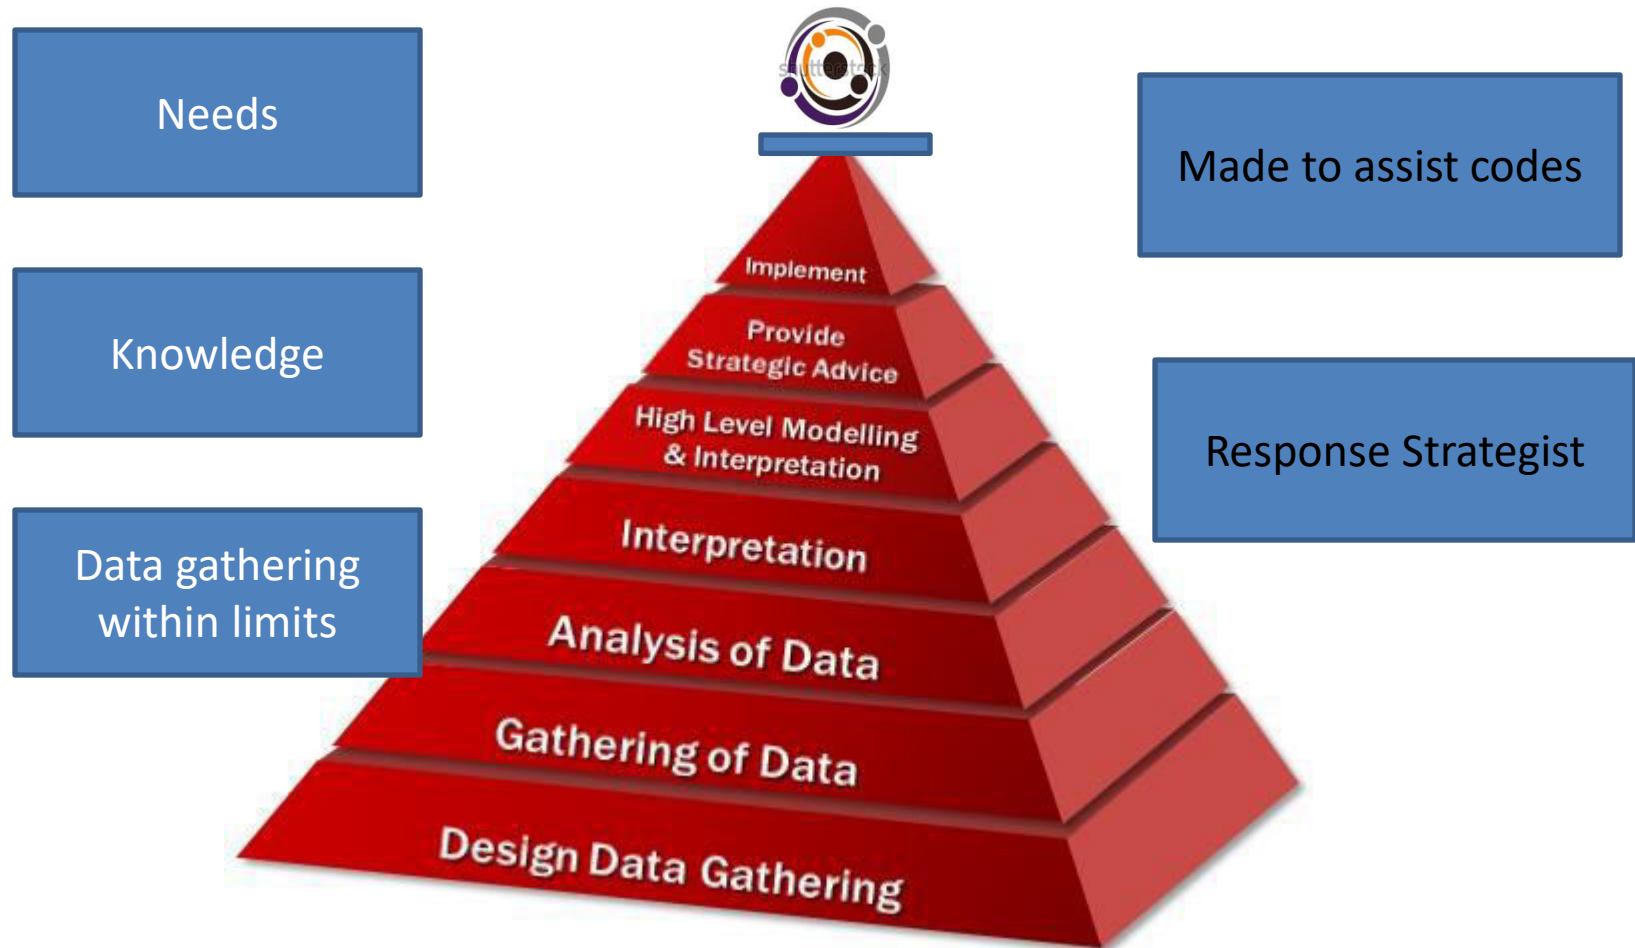 Needs
Knowledge
Data gathering
within limits
shutterstock
Implement
Provide
Strategic Advice
High Level Modelling
& Interpretation
Interpretation
Analysis of Data
Gathering of Data
Design Data Gathering
Made to assist codes
Response Strategist